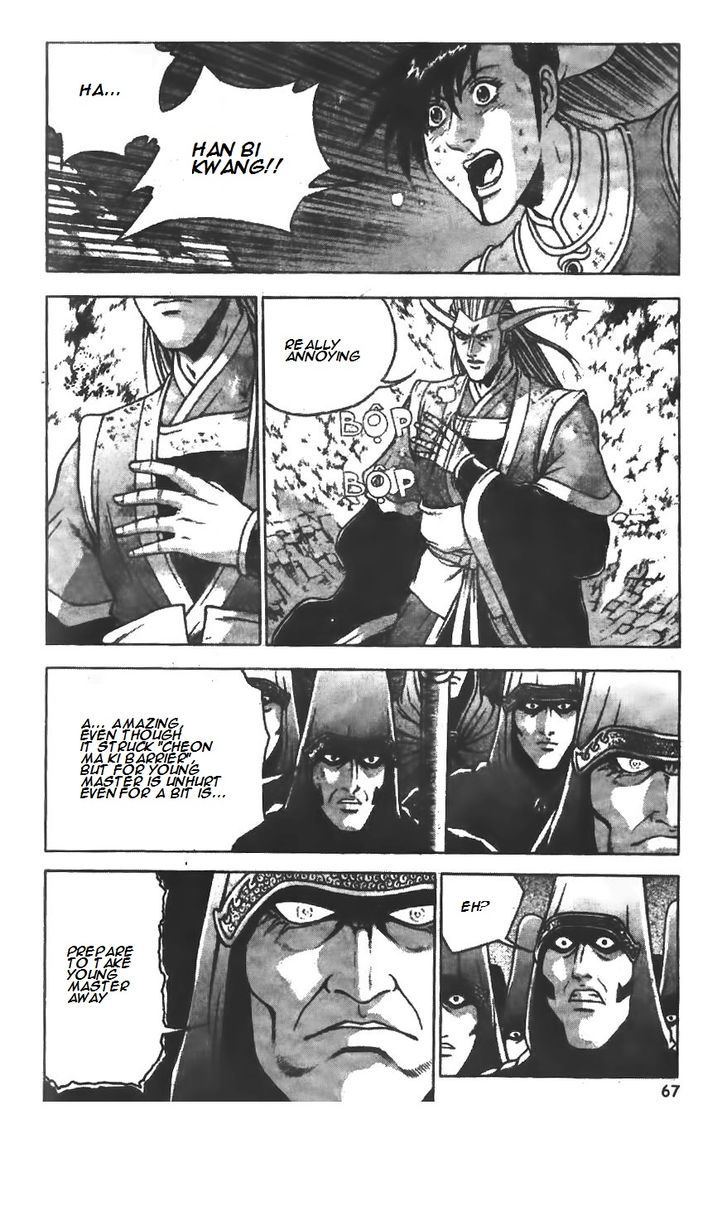 HA...
HAN BI
KWANG!!
REALLY
ANNOYING
BOP
BOP
A... AMAZING,
EVEN THOUGH
IT STRUCK "CHEON
MA KI BARRIER",
BUT FOR YOUNG
MASTER IS UNHURT
EVEN FOR A BIT IS...
PREPARE
TO TAKE
YOUNG
MASTER
AWAY
EH?
67